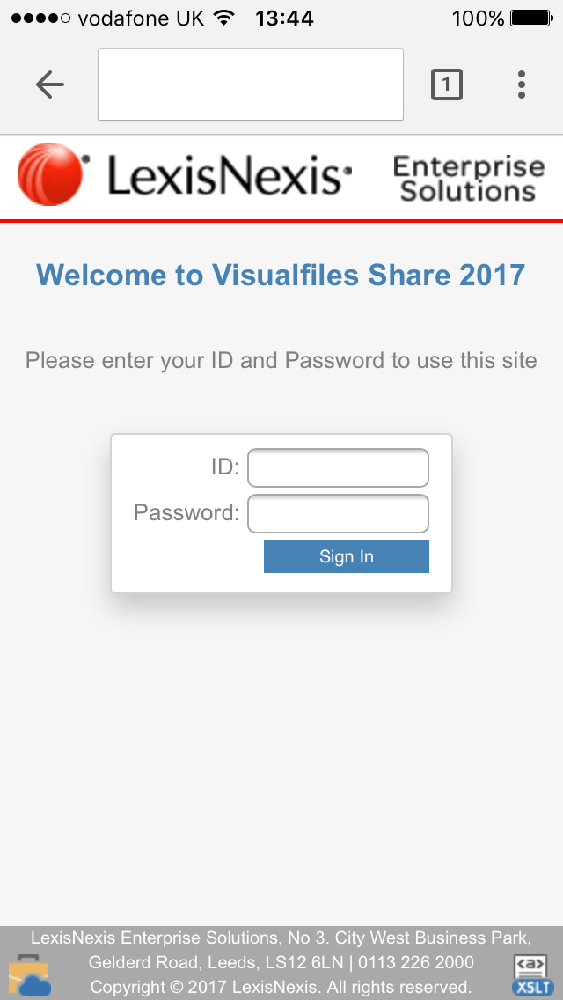 vodafone UK 13:44 100%
1
LexisNexis Enterprise
Solutions
Welcome to Visualfiles Share 2017
Please enter your ID and Password to use this site
ID:
Password:
Sign In
LexisNexis Enterprise Solutions, No 3. City West Business Park,
Gelderd Road, Leeds, LS12 6LN | 0113 226 2000
Copyright © 2017 LexisNexis. All rights reserved.
<a>
XSLT